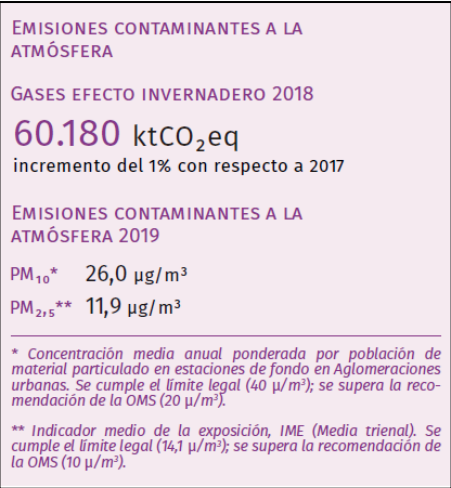 EMISIONES CONTAMINANTES A LA
ATMÓSFERA
GASES EFECTO INVERNADERO 2018
60.180 ktCO₂eq
incremento del 1% con respecto a 2017
EMISIONES CONTAMINANTES A LA
ATMÓSFERA 2019
PM₁₀* 26,0 µg/m³
PM₂,₅** 11,9 µg/m³
* Concentración media anual ponderada por población de
material particulado en estaciones de fondo en Aglomeraciones
urbanas. Se cumple el límite legal (40 µ/m³); se supera la reco-
mendación de la OMS (20 µ/m³).
** Indicador medio de la exposición, IME (Media trienal). Se
cumple el límite legal (14,1 µ/m³); se supera la recomendación de
la OMS (10 µ/m³).